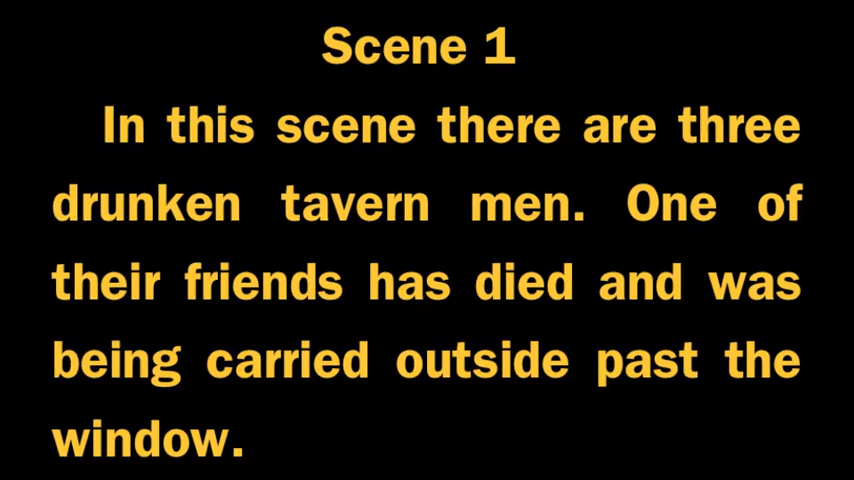 Scene 1
In this scene there are three
drunken tavern men. One of
their friends has died and was
being carried outside past the
window.